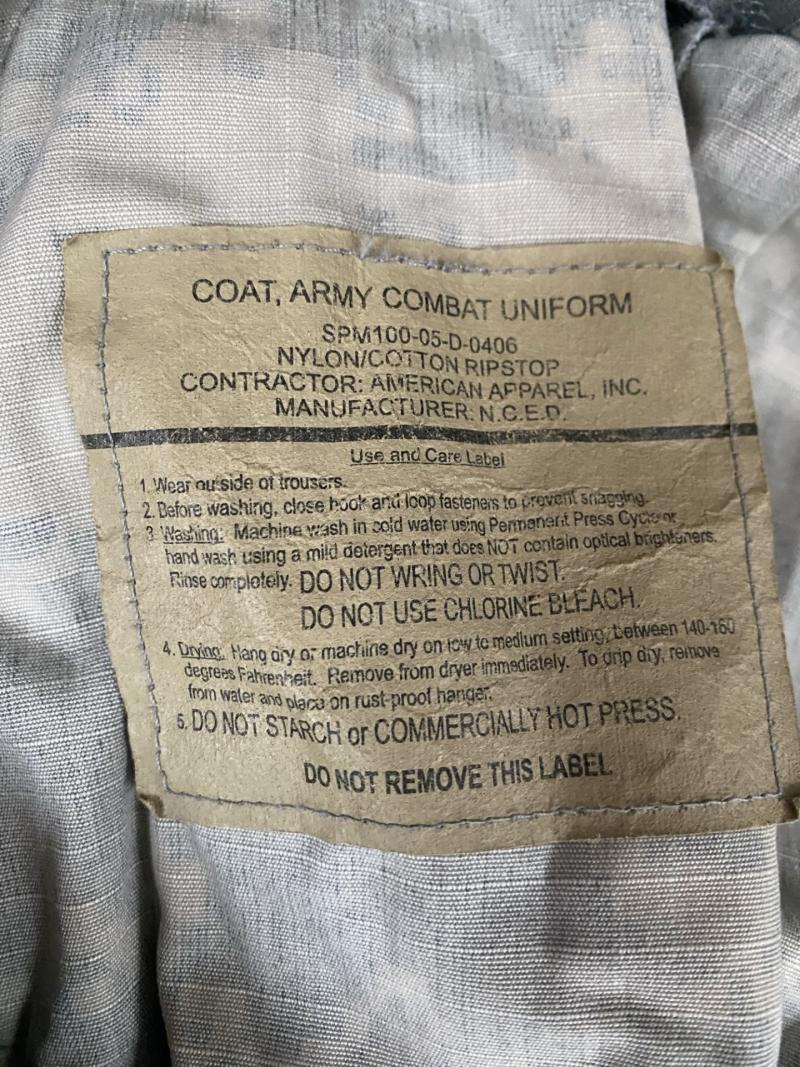 COAT, ARMY COMBAT UNIFORM
SPM100-05-D-0406
NYLON/COTTON RIPSTOP
CONTRACTOR: AMERICAN APPAREL, INC.
MANUFACTURER: N.C.E.D.
Use and Care Label
1. Wear outside of trousers.
2. Before washing, close hook and loop fasteners to prevent snagging.
3. Washing: Machine wash in cold water using Permanent Press Cycle or
hand wash using a mild detergent that does NOT contain optical brighteners.
Rinse completely. DO NOT WRING OR TWIST.
DO NOT USE CHLORINE BLEACH.
4. Drying: Hang dry or machine dry on low to medium setting, between 140-160
degrees Fahrenheit. Remove from dryer immediately. To drip dry, remove
from water and place on rust-proof hanger.
5. DO NOT STARCH or COMMERCIALLY HOT PRESS.
DO NOT REMOVE THIS LABEL